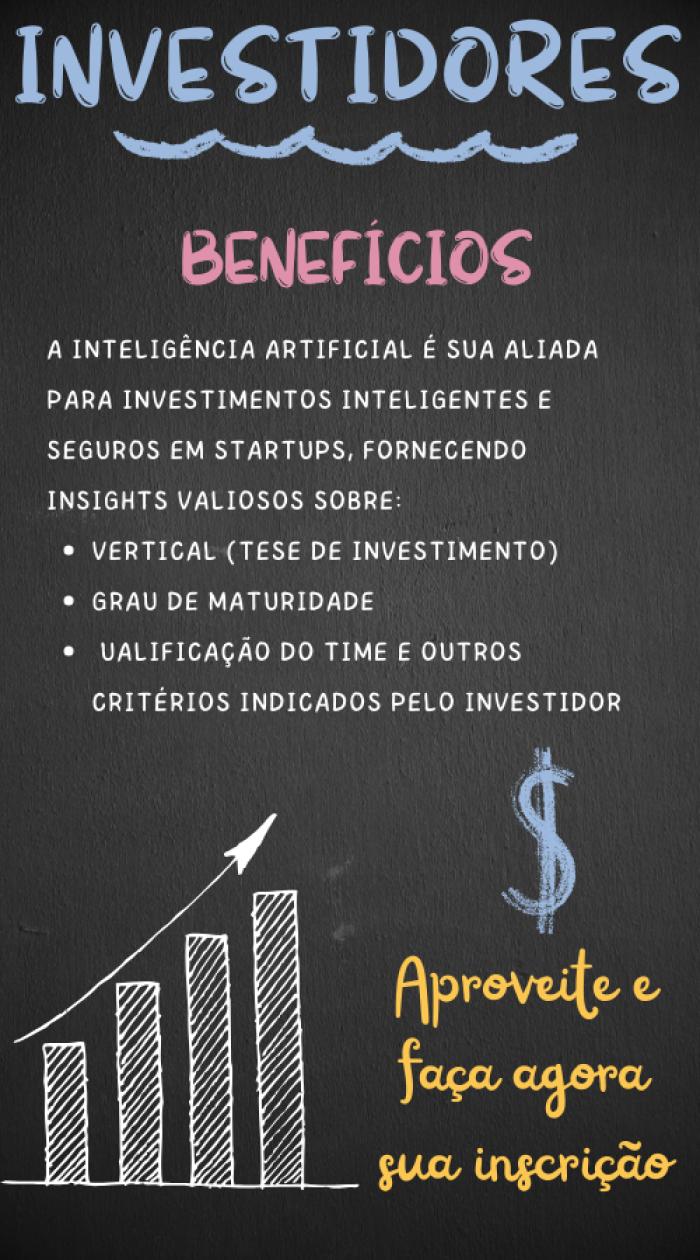 INVESTIDORES
BENEFÍCIOS
A INTELIGÊNCIA ARTIFICIAL É SUA ALIADA
PARA INVESTIMENTOS INTELIGENTES E
SEGUROS EM STARTUPS, FORNECENDO
INSIGHTS VALIOSOS SOBRE:
• VERTICAL (TESE DE INVESTIMENTO)
• GRAU DE MATURIDADE
• UALIFICAÇÃO DO TIME E OUTROS
CRITÉRIOS INDICADOS PELO INVESTIDOR
$
Aproveite e
faça agora
sua inscrição